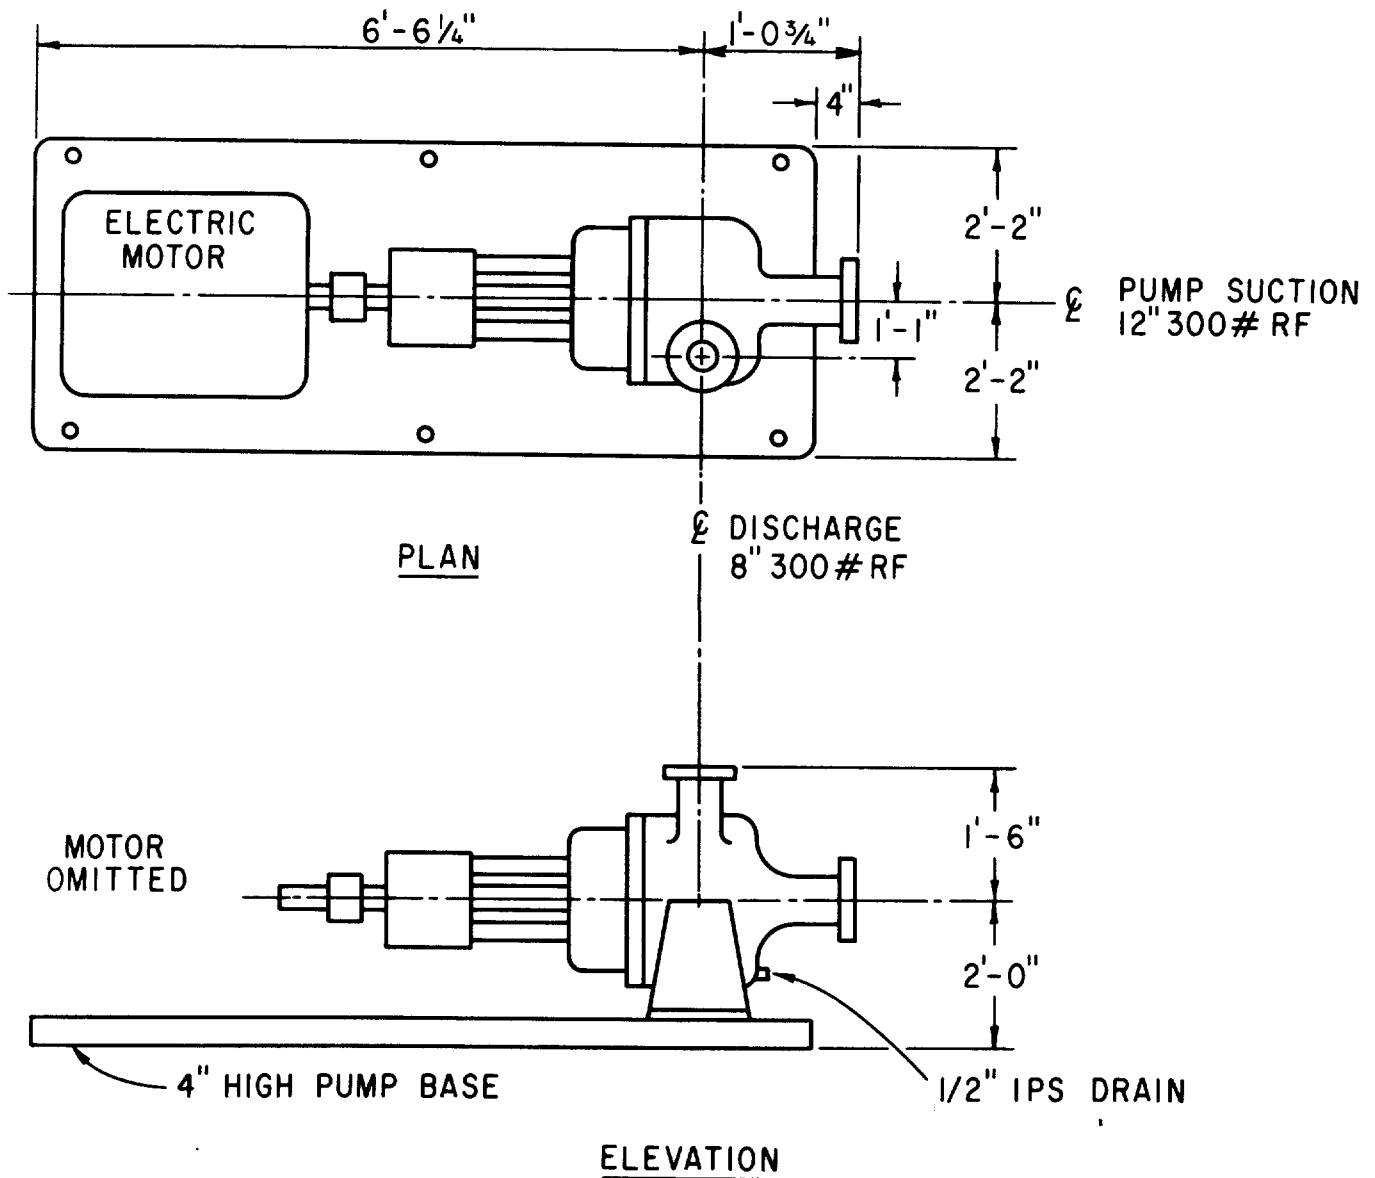 6'-6 1/4" 1'-0 3/4"
4"
ELECTRIC
MOTOR
2'-2"
℄ PUMP SUCTION
12" 300# RF
1'-1"
2'-2"
℄ DISCHARGE
8" 300# RF
PLAN
MOTOR
OMITTED
1'-6"
2'-0"
4" HIGH PUMP BASE
1/2" IPS DRAIN
ELEVATION